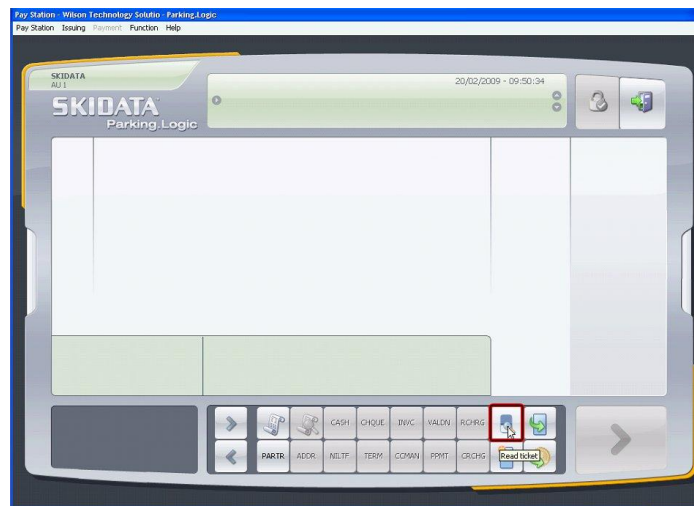 Pay Station - Wilson Technology Solutio - Parking.Logic
Pay Station Issuing Payment Function Help
SKIDATA
AU 1
20/02/2009 - 09:50:34
SKIDATA
Parking.Logic
CASH CHQUE INVC VALDN RCHRG
PARTR ADDR NILTF TERM COMAN PPMT CRCHG
Read ticket